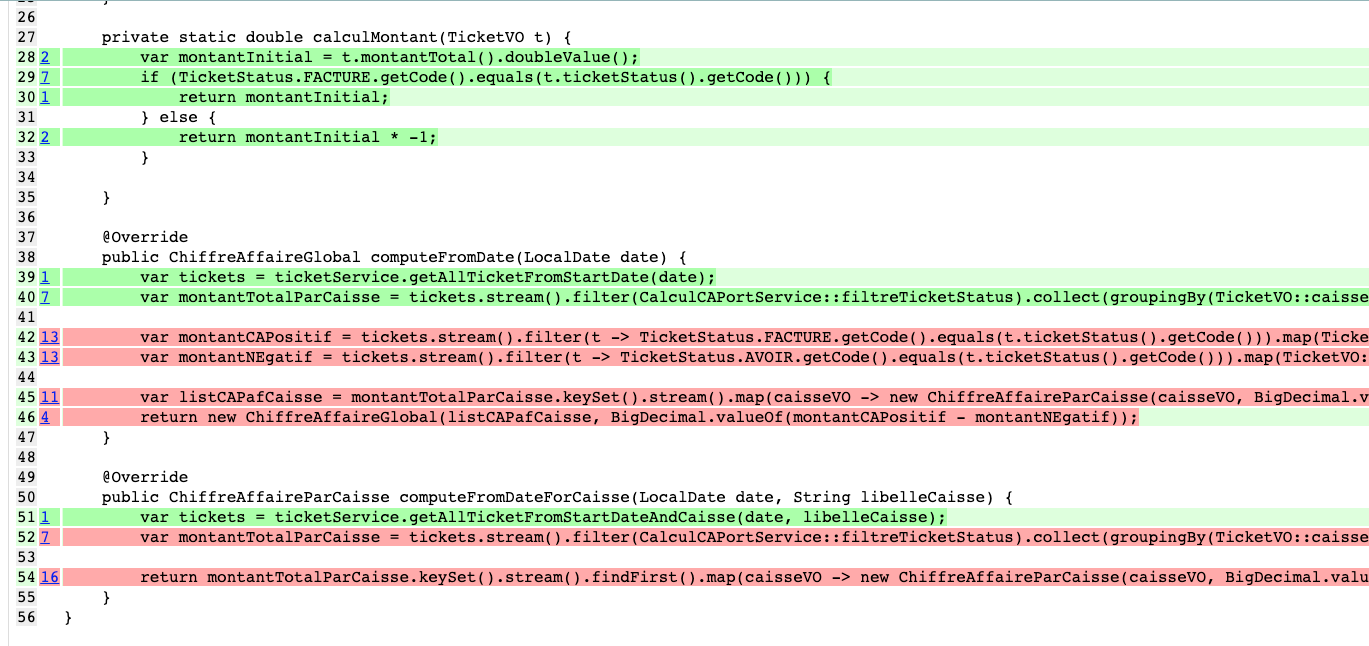 26
27 private static double calculMontant(TicketVO t) {
28 2 var montantInitial = t.montantTotal().doubleValue();
29 7 if (TicketStatus.FACTURE.getCode().equals(t.ticketStatus().getCode())) {
30 1 return montantInitial;
31 } else {
32 2 return montantInitial * -1;
33 }
34
35 }
36
37 @Override
38 public ChiffreAffaireGlobal computeFromDate(LocalDate date) {
39 1 var tickets = ticketService.getAllTicketFromStartDate(date);
40 7 var montantTotalParCaisse = tickets.stream().filter(CalculCAPortService::filtreTicketStatus).collect(groupingBy(TicketVO::caisse
41
42 13 var montantCAPositif = tickets.stream().filter(t -> TicketStatus.FACTURE.getCode().equals(t.ticketStatus().getCode())).map(Ticke
43 13 var montantNEgatif = tickets.stream().filter(t -> TicketStatus.AVOIR.getCode().equals(t.ticketStatus().getCode())).map(TicketVO:
44
45 11 var listCAPafCaisse = montantTotalParCaisse.keySet().stream().map(caisseVO -> new ChiffreAffaireParCaisse(caisseVO, BigDecimal.v
46 4 return new ChiffreAffaireGlobal(listCAPafCaisse, BigDecimal.valueOf(montantCAPositif - montantNEgatif));
47 }
48
49 @Override
50 public ChiffreAffaireParCaisse computeFromDateForCaisse(LocalDate date, String libelleCaisse) {
51 1 var tickets = ticketService.getAllTicketFromStartDateAndCaisse(date, libelleCaisse);
52 7 var montantTotalParCaisse = tickets.stream().filter(CalculCAPortService::filtreTicketStatus).collect(groupingBy(TicketVO::caisse
53
54 16 return montantTotalParCaisse.keySet().stream().findFirst().map(caisseVO -> new ChiffreAffaireParCaisse(caisseVO, BigDecimal.valu
55 }
56 }